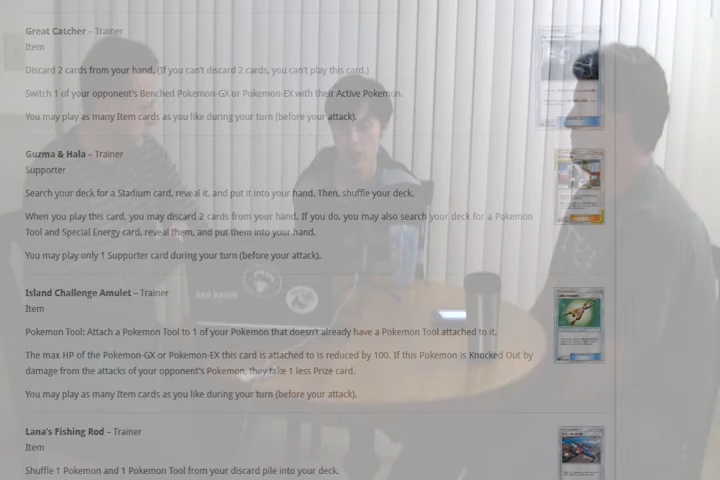 Great Catcher – Trainer
Item
Discard 2 cards from your hand. (If you can't discard 2 cards, you can't play this card.)
Switch 1 of your opponent's Benched Pokemon-GX or Pokemon-EX with their Active Pokemon.
You may play as many Item cards as you like during your turn (before your attack).
Guzma & Hala – Trainer
Supporter
Search your deck for a Stadium card, reveal it, and put it into your hand. Then, shuffle your deck.
When you play this card, you may discard 2 cards from your hand. If you do, you may also search your deck for a Pokemon
Tool and Special Energy card, reveal them, and put them into your hand.
You may play only 1 Supporter card during your turn (before your attack).
Island Challenge Amulet – Trainer
Item
Pokemon Tool: Attach a Pokemon Tool to 1 of your Pokemon that doesn't already have a Pokemon Tool attached to it.
The max HP of the Pokemon-GX or Pokemon-EX this card is attached to is reduced by 100. If this Pokemon is Knocked Out by
damage from the attacks of your opponent's Pokemon, they take 1 less Prize card.
You may play as many Item cards as you like during your turn (before your attack).
Lana's Fishing Rod – Trainer
Item
Shuffle 1 Pokemon and 1 Pokemon Tool from your discard pile into your deck.